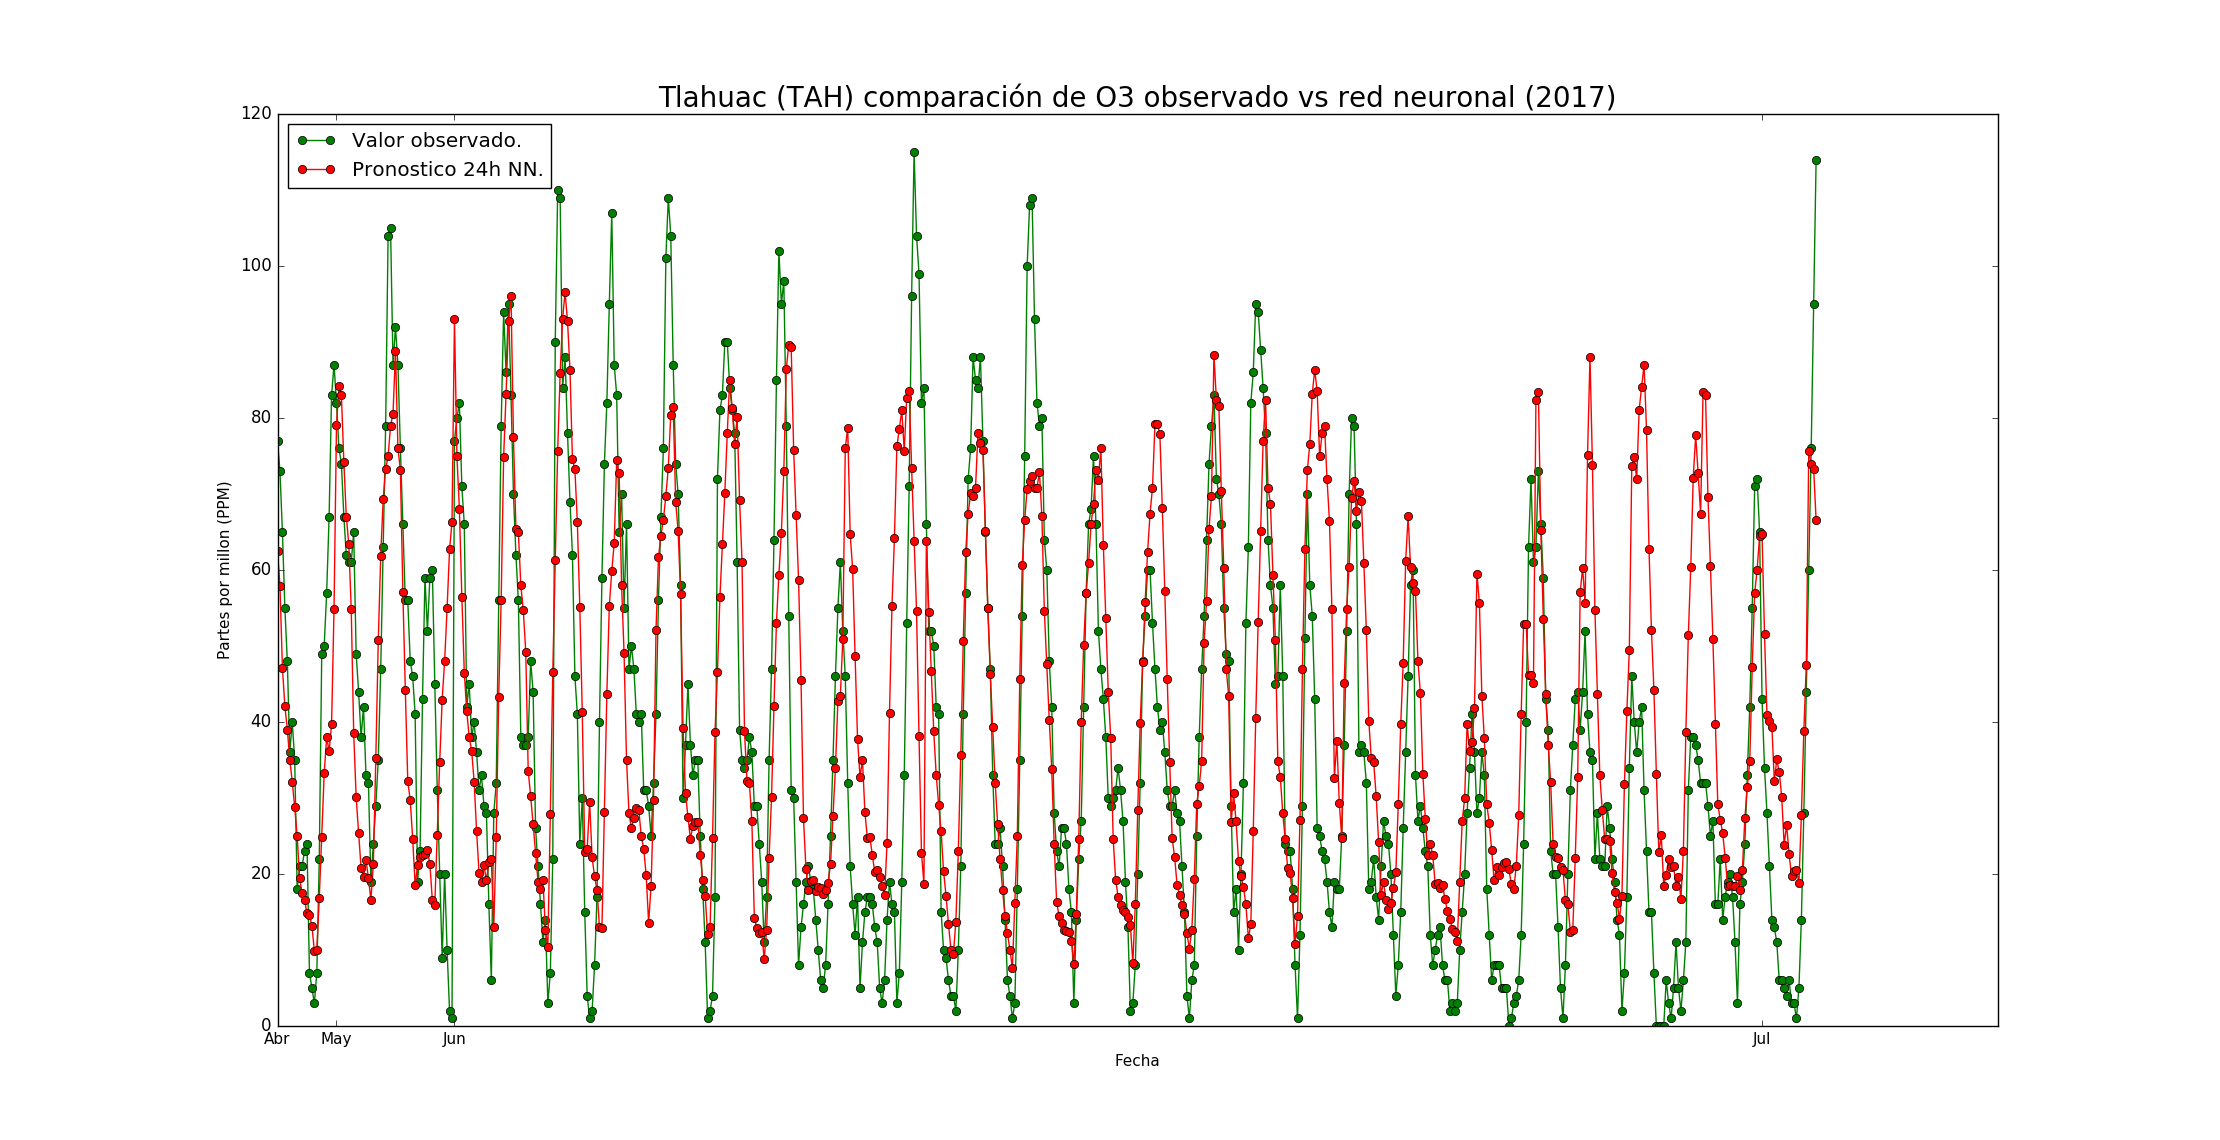 Tlahuac (TAH) comparación de O3 observado vs red neuronal (2017)
Valor observado.
Pronostico 24h NN.
Partes por millon (PPM)
120
100
80
60
40
20
0
Abr May Jun Jul
Fecha